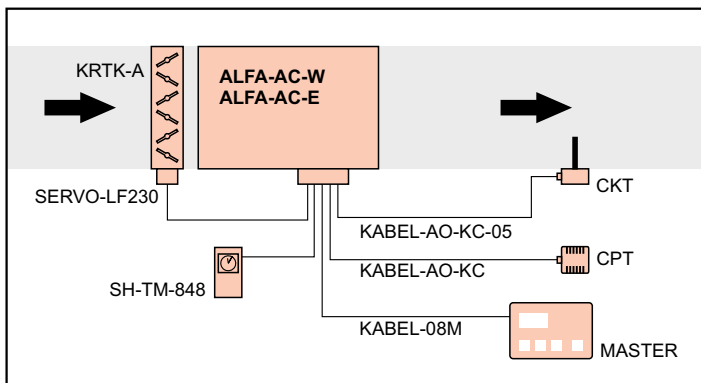 KRTK-A
ALFA-AC-W
ALFA-AC-E
SERVO-LF230
CKT
KABEL-AO-KC-05
CPT
KABEL-AO-KC
SH-TM-848
KABEL-08M
MASTER